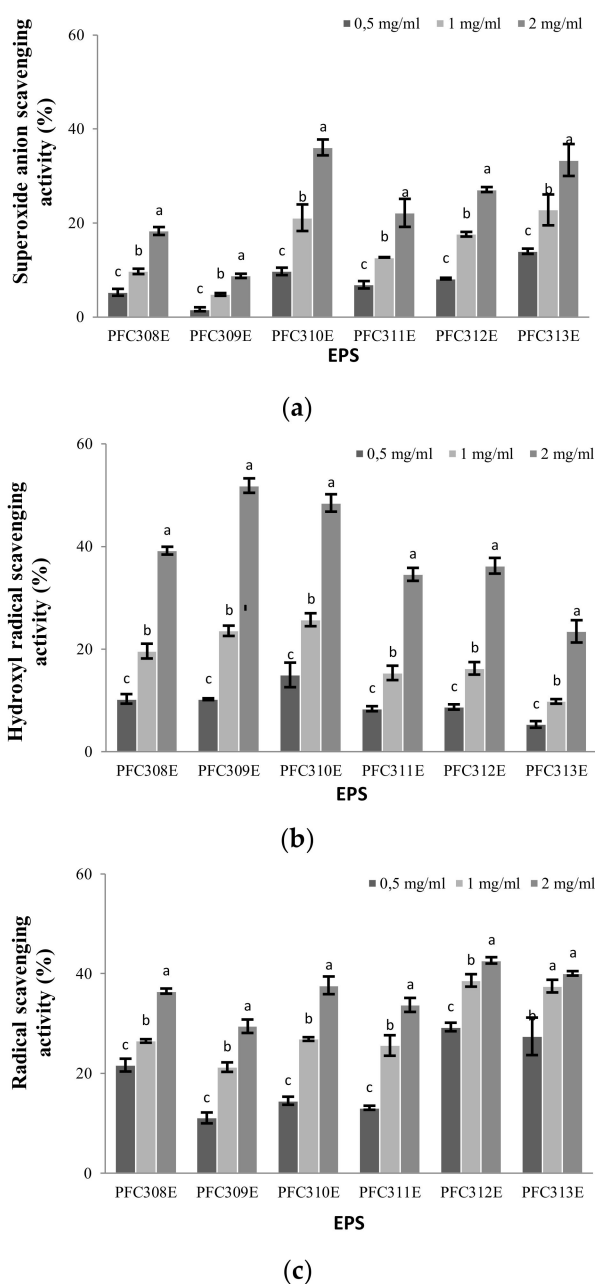 Superoxide anion scavenging
activity (%)
0,5 mg/ml 1 mg/ml 2 mg/ml
60
40
20
0
c b a c b a c b a c b a c b a c b a
PFC308E PFC309E PFC310E PFC311E PFC312E PFC313E
EPS
(a)
Hydroxyl radical scavenging
activity (%)
0,5 mg/ml 1 mg/ml 2 mg/ml
60
40
20
0
c b a c b a c b a c b a c b a c b a
PFC308E PFC309E PFC310E PFC311E PFC312E PFC313E
EPS
(b)
Radical scavenging
activity (%)
0,5 mg/ml 1 mg/ml 2 mg/ml
60
40
20
0
c b a c b a c b a c b a c b a b a a
PFC308E PFC309E PFC310E PFC311E PFC312E PFC313E
EPS
(c)